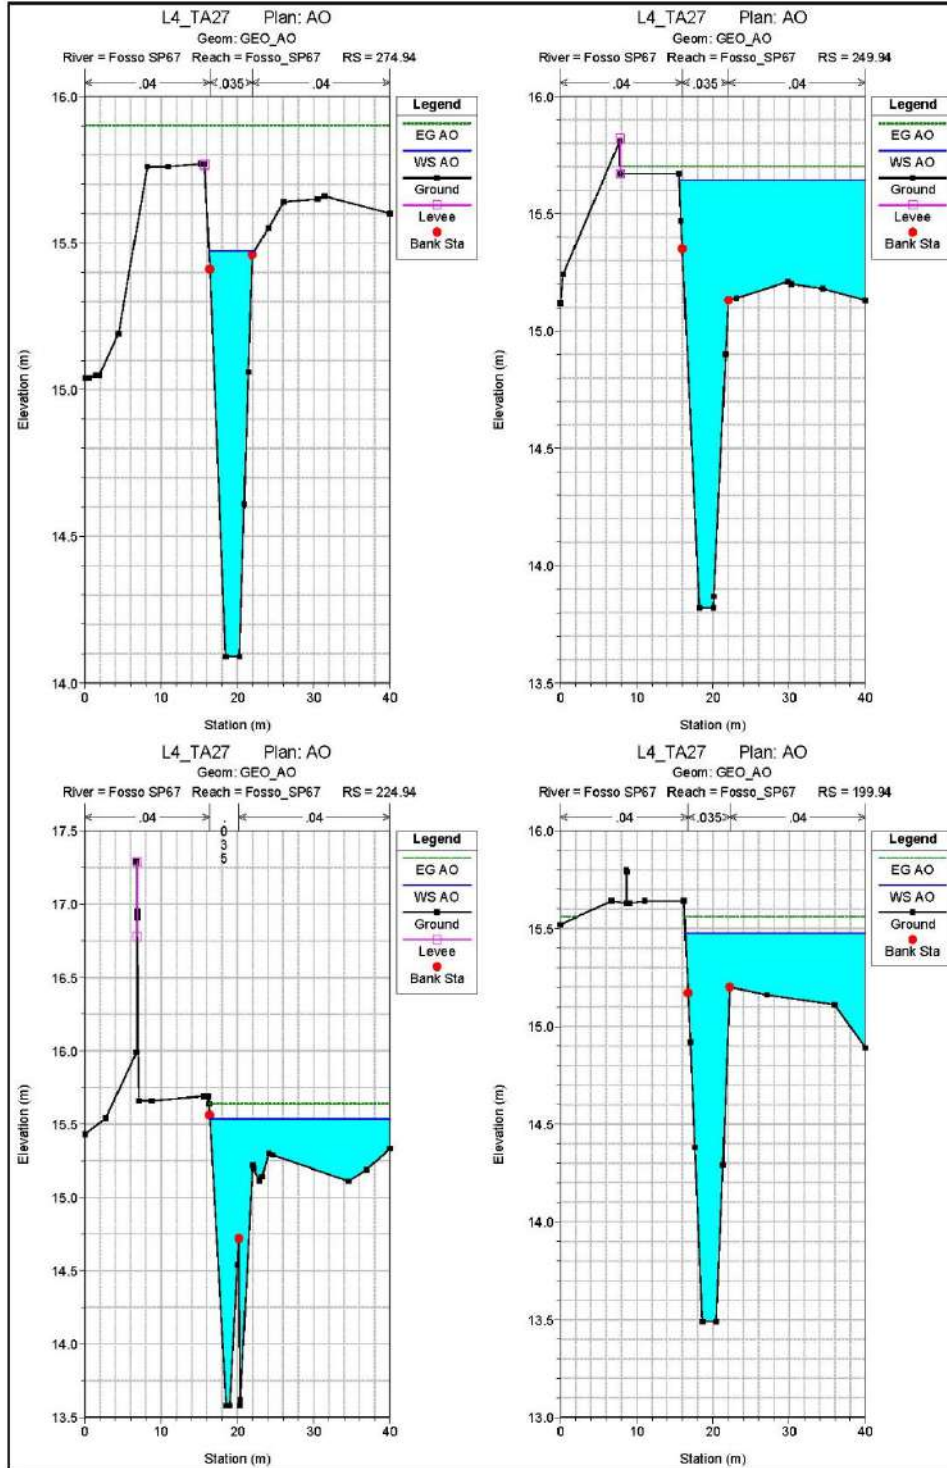 L4_TA27 Plan: AO
Geom: GEO_AO
River = Fosso SP67 Reach = Fosso_SP67 RS = 274.94
.04 .035 .04
16.0
15.5
15.0
14.5
14.0
Elevation (m)
0 10 20 30 40
Station (m)
Legend
EG AO
WS AO
Ground
Levee
Bank Sta
L4_TA27 Plan: AO
Geom: GEO_AO
River = Fosso SP67 Reach = Fosso_SP67 RS = 249.94
.04 .035 .04
16.0
15.5
15.0
14.5
14.0
13.5
Elevation (m)
0 10 20 30 40
Station (m)
Legend
EG AO
WS AO
Ground
Levee
Bank Sta
L4_TA27 Plan: AO
Geom: GEO_AO
River = Fosso SP67 Reach = Fosso_SP67 RS = 224.94
.04 .035 .04
17.5
17.0
16.5
16.0
15.5
15.0
14.5
14.0
13.5
Elevation (m)
0 10 20 30 40
Station (m)
Legend
EG AO
WS AO
Ground
Levee
Bank Sta
L4_TA27 Plan: AO
Geom: GEO_AO
River = Fosso SP67 Reach = Fosso_SP67 RS = 199.94
.04 .035 .04
16.0
15.5
15.0
14.5
14.0
13.5
13.0
Elevation (m)
0 10 20 30 40
Station (m)
Legend
EG AO
WS AO
Ground
Bank Sta